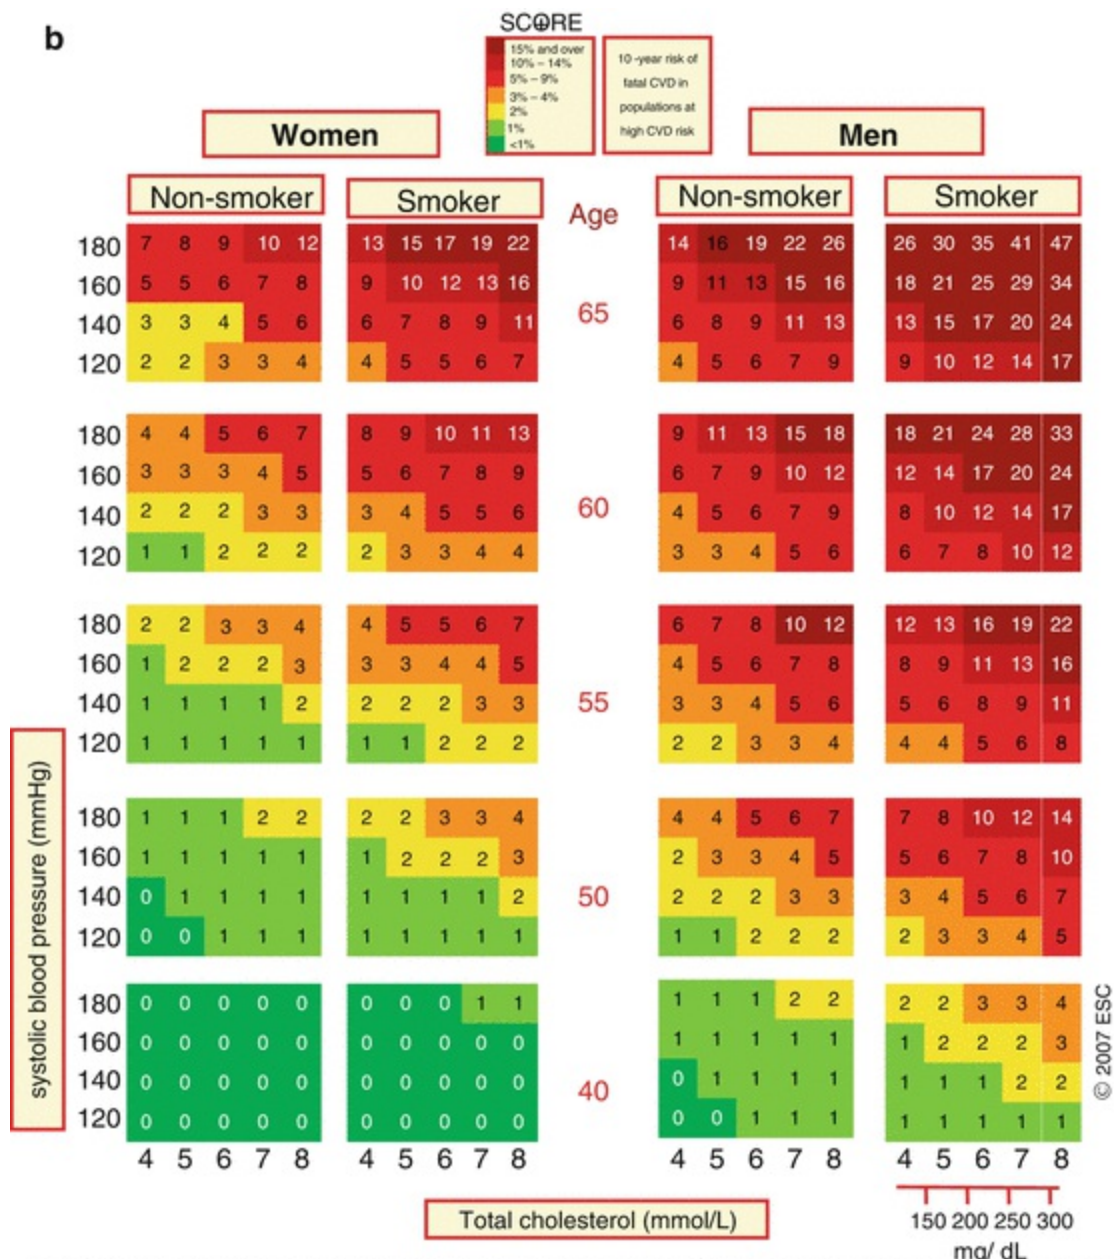 b
SCORE
15% and over
10% – 14%
5% – 9%
3% – 4%
2%
1%
<1%
10 -year risk of
fatal CVD in
populations at
high CVD risk
Women
Men
Non-smoker Smoker Age Non-smoker Smoker
180 7 8 9 10 12 13 15 17 19 22 14 16 19 22 26 26 30 35 41 47
160 5 5 6 7 8 9 10 12 13 16 9 11 13 15 16 18 21 25 29 34
65
140 3 3 4 5 6 6 7 8 9 11 6 8 9 11 13 13 15 17 20 24
120 2 2 3 3 4 4 5 5 6 7 4 5 6 7 9 9 10 12 14 17
180 4 4 5 6 7 8 9 10 11 13 9 11 13 15 18 18 21 24 28 33
160 3 3 3 4 5 5 6 7 8 9 6 7 9 10 12 12 14 17 20 24
60
140 2 2 2 3 3 3 4 5 5 6 4 5 6 7 9 8 10 12 14 17
120 1 1 2 2 2 2 3 3 4 4 3 3 4 5 6 6 7 8 10 12
180 2 2 3 3 4 4 5 5 6 7 6 7 8 10 12 12 13 16 19 22
160 1 2 2 2 3 3 3 4 4 5 4 5 6 7 8 8 9 11 13 16
55
140 1 1 1 1 2 2 2 2 3 3 3 3 4 5 6 5 6 8 9 11
120 1 1 1 1 1 1 1 2 2 2 2 2 3 3 4 4 4 5 6 8
180 1 1 1 2 2 2 2 3 3 4 4 4 5 6 7 7 8 10 12 14
160 1 1 1 1 1 1 2 2 2 3 2 3 3 4 5 5 6 7 8 10
50
140 0 1 1 1 1 1 1 1 1 2 2 2 2 3 3 3 4 5 6 7
120 0 0 1 1 1 1 1 1 1 1 1 1 2 2 2 2 3 3 4 5
180 0 0 0 0 0 0 0 0 1 1 1 1 1 2 2 2 2 3 3 4
160 0 0 0 0 0 0 0 0 0 0 1 1 1 1 1 1 2 2 2 3
40
140 0 0 0 0 0 0 0 0 0 0 0 1 1 1 1 1 1 1 2 2
120 0 0 0 0 0 0 0 0 0 0 0 0 1 1 1 1 1 1 1 1
4 5 6 7 8 4 5 6 7 8 4 5 6 7 8 4 5 6 7 8
systolic blood pressure (mmHg)
Total cholesterol (mmol/L)
150 200 250 300
mg/ dL
© 2007 ESC